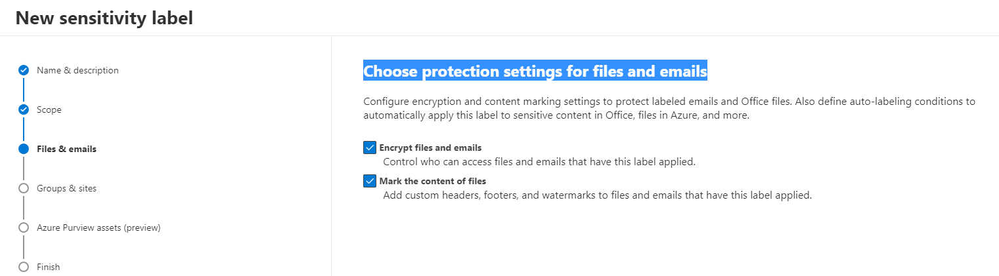 New sensitivity label
Name & description
Scope
Files & emails
Groups & sites
Azure Purview assets (preview)
Finish
Choose protection settings for files and emails
Configure encryption and content marking settings to protect labeled emails and Office files. Also define auto-labeling conditions to
automatically apply this label to sensitive content in Office, files in Azure, and more.
Encrypt files and emails
Control who can access files and emails that have this label applied.
Mark the content of files
Add custom headers, footers, and watermarks to files and emails that have this label applied.